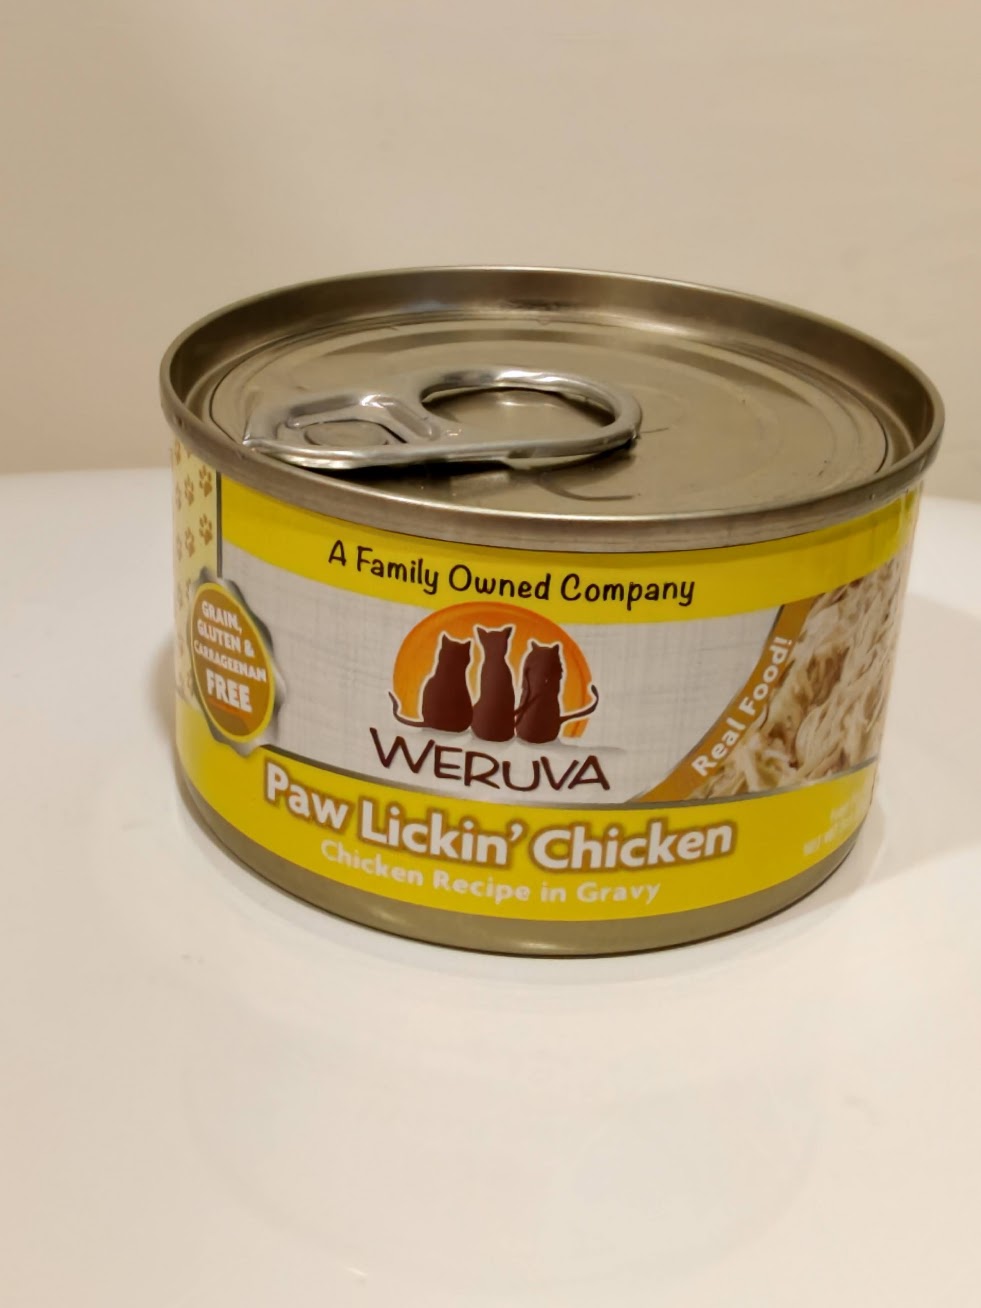 A Family Owned Company
GRAIN,
GLUTEN &
CARRAGEENAN
FREE
WERUVA
Real Food!
Paw Lickin' Chicken
Chicken Recipe in Gravy